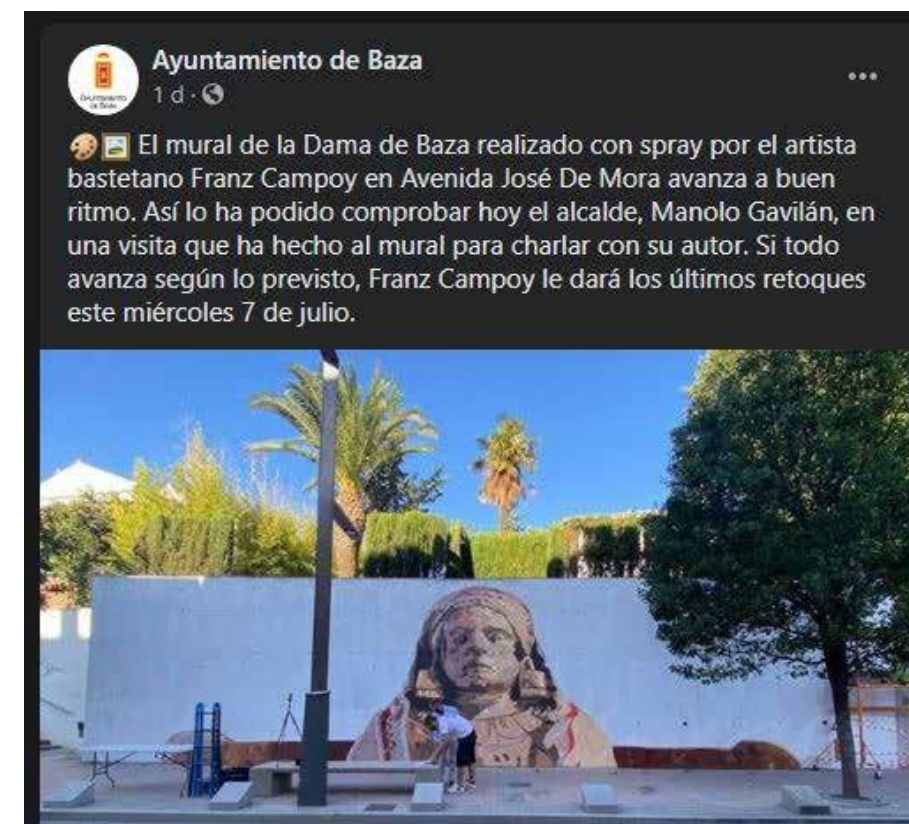 Ayuntamiento de Baza
1 d ·
El mural de la Dama de Baza realizado con spray por el artista
bastetano Franz Campoy en Avenida José De Mora avanza a buen
ritmo. Así lo ha podido comprobar hoy el alcalde, Manolo Gavilán, en
una visita que ha hecho al mural para charlar con su autor. Si todo
avanza según lo previsto, Franz Campoy le dará los últimos retoques
este miércoles 7 de julio.